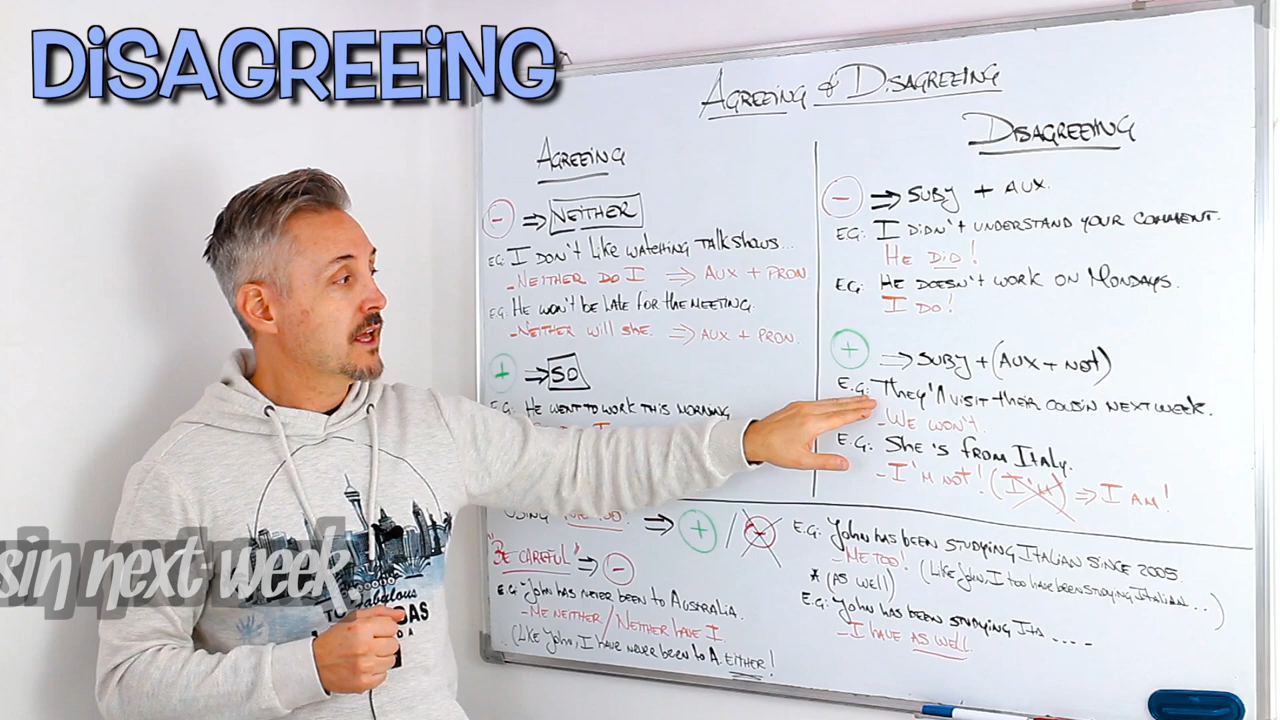 DiSAGREEiNG
AGREEING & DISAGREEING
AGREEING
⊖ ⇒ NEITHER
EG: I DON'T LIKE WATCHING TALKSHOWS...
- NEITHER DO I ⇒ AUX + PRON
E.G. HE WON'T BE LATE FOR THE MEETING.
- NEITHER WILL SHE. ⇒ AUX + PRON.
⊕ ⇒ SO
E.G: HE WENT TO WORK THIS MORNING
DISAGREEING
⊖ ⇒ SUBJ + AUX.
EG: I DIDN'T UNDERSTAND YOUR COMMENT.
HE DID!
EG: HE DOESN'T WORK ON MONDAYS.
I DO!
⊕ ⇒ SUBJ + (AUX + NOT)
E.G: THEY'll VISIT THEIR COUSIN NEXT WEEK.
- WE WON'T.
E.G: SHE'S FROM ITALY.
- I'M NOT! (I'M) ⇒ I AM!
USING ⇒ + / -
"BE CAREFUL" ⇒ ⊖
E.G: JOHN HAS NEVER BEEN TO AUSTRALIA.
- ME NEITHER / NEITHER HAVE I
(LIKE JOHN, I HAVE NEVER BEEN TO A. EITHER!
E.G: JOHN HAS BEEN STUDYING ITALIAN SINCE 2005.
- ME TOO! (LIKE JOHN, I TOO HAVE BEEN STUDYING ITALIAN...)
* (AS WELL)
E.G: JOHN HAS BEEN STUDYING ITA ....
- I HAVE AS WELL
sin next week.
fabulous